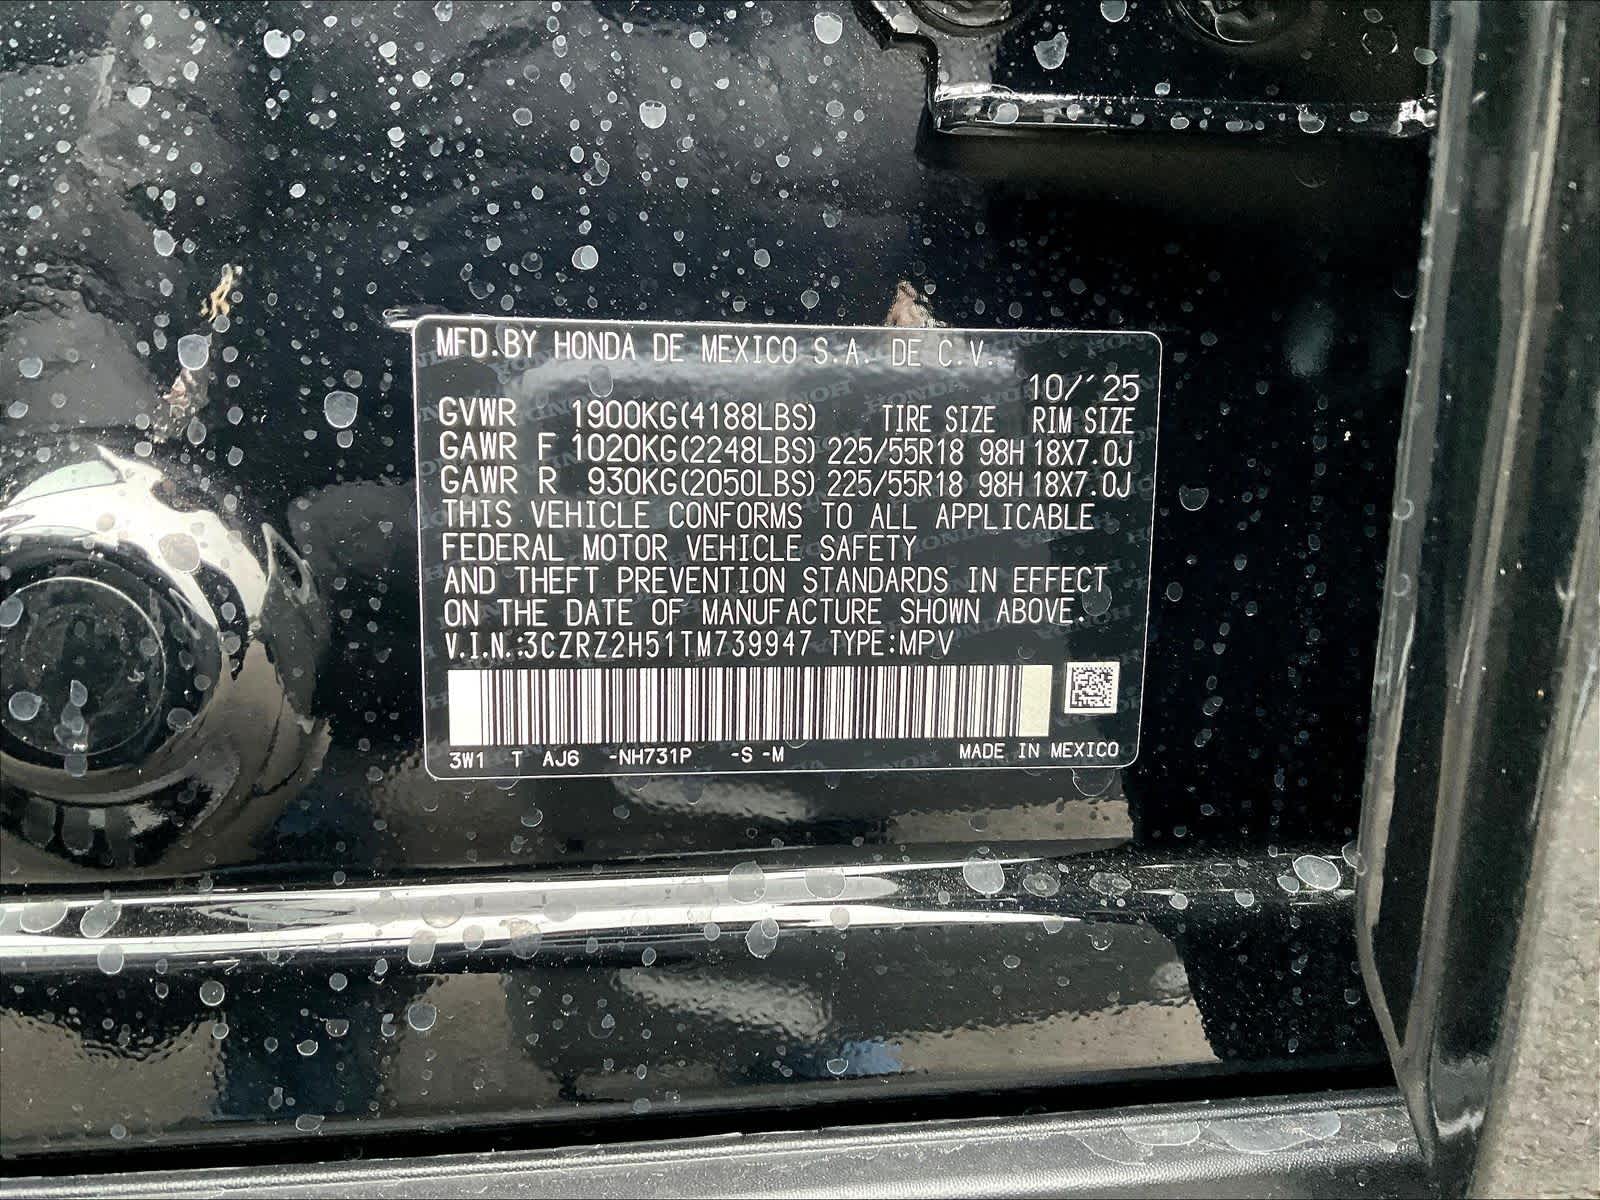 MFD.BY HONDA DE MEXICO S.A. DE C.V.
10/´25
GVWR 1900KG(4188LBS) TIRE SIZE RIM SIZE
GAWR F 1020KG(2248LBS) 225/55R18 98H 18X7.0J
GAWR R 930KG(2050LBS) 225/55R18 98H 18X7.0J
THIS VEHICLE CONFORMS TO ALL APPLICABLE
FEDERAL MOTOR VEHICLE SAFETY
AND THEFT PREVENTION STANDARDS IN EFFECT
ON THE DATE OF MANUFACTURE SHOWN ABOVE.
V.I.N.:3CZRZ2H51TM739947 TYPE:MPV
3W1 T AJ6 -NH731P -S -M MADE IN MEXICO